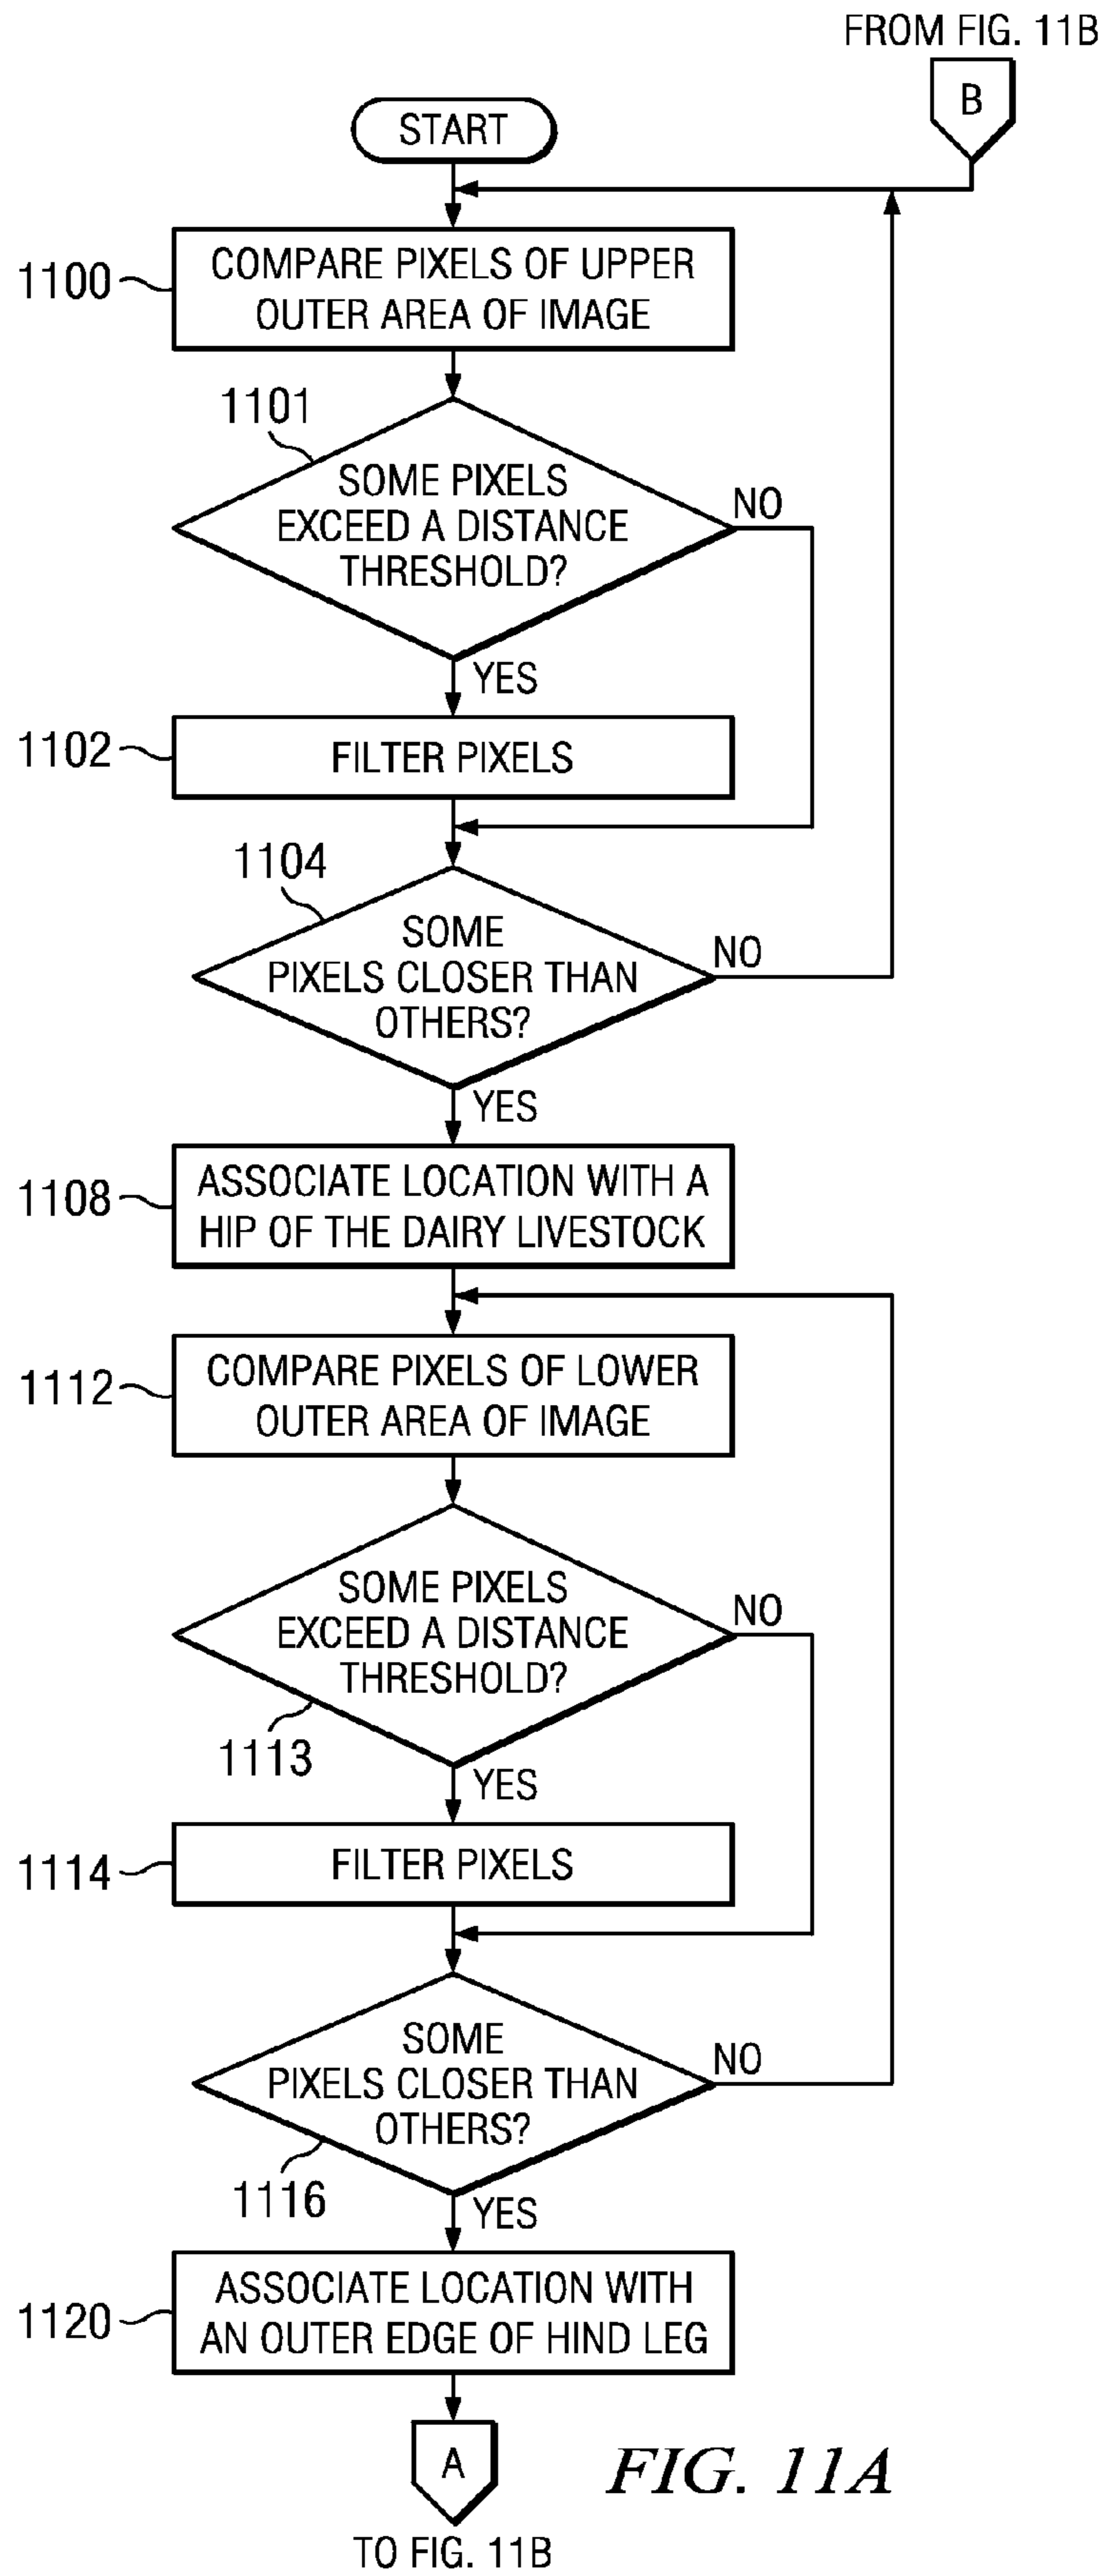 FROM FIG. 11B
B
START
1100
COMPARE PIXELS OF UPPER
OUTER AREA OF IMAGE
1101
SOME PIXELS
EXCEED A DISTANCE
THRESHOLD?
NO
YES
1102
FILTER PIXELS
1104
SOME
PIXELS CLOSER THAN
OTHERS?
NO
YES
1108
ASSOCIATE LOCATION WITH A
HIP OF THE DAIRY LIVESTOCK
1112
COMPARE PIXELS OF LOWER
OUTER AREA OF IMAGE
SOME PIXELS
EXCEED A DISTANCE
THRESHOLD?
NO
1113
YES
1114
FILTER PIXELS
SOME
PIXELS CLOSER THAN
OTHERS?
NO
1116
YES
1120
ASSOCIATE LOCATION WITH
AN OUTER EDGE OF HIND LEG
A
FIG. 11A
TO FIG. 11B